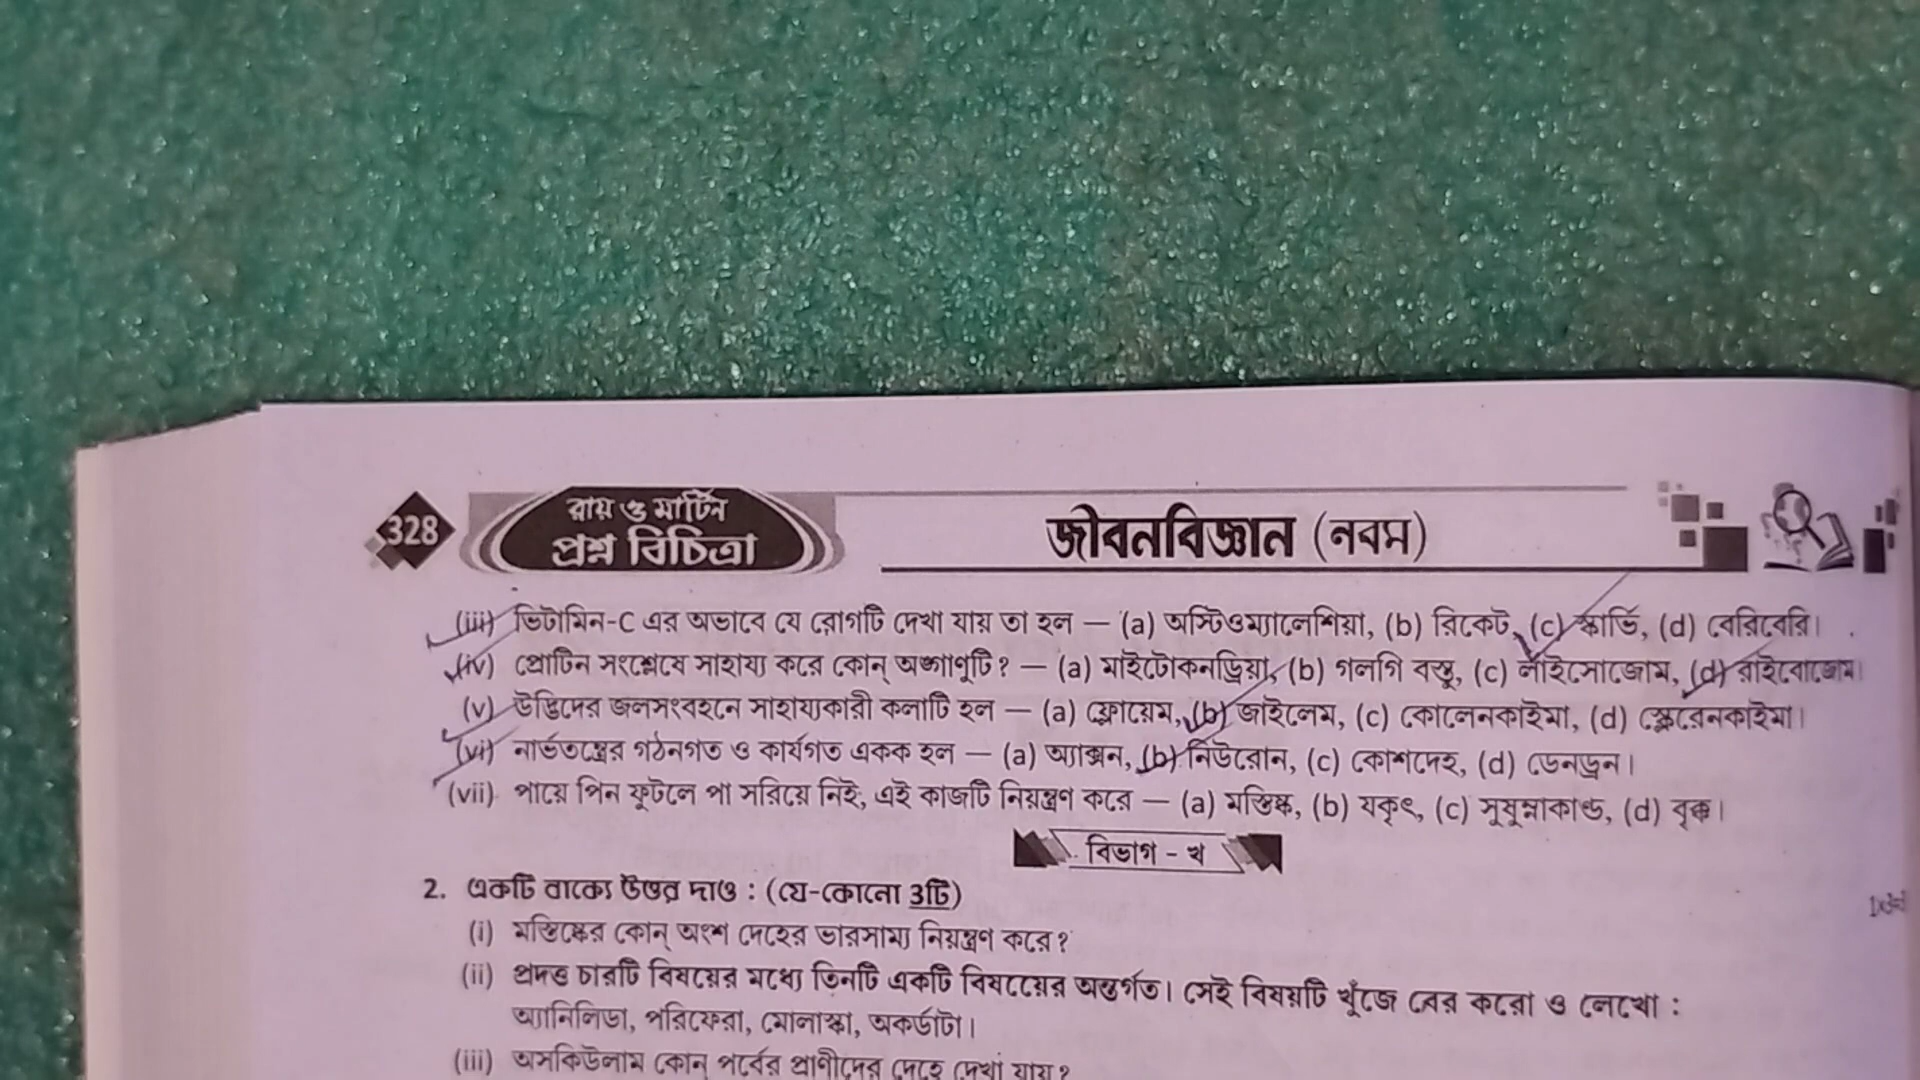 328
রায় ও মার্টিন
প্রশ্ন বিচিত্রা
জীবনবিজ্ঞান (নবম)
(iii) ভিটামিন-C এর অভাবে যে রোগটি দেখা যায় তা হল — (a) অস্টিওম্যালেশিয়া, (b) রিকেট, (c) স্কার্ভি, (d) বেরিবেরি।
(iv) প্রোটিন সংশ্লেষে সাহায্য করে কোন্ অঙ্গাণুটি? — (a) মাইটোকনড্রিয়া, (b) গলগি বস্তু, (c) লাইসোজোম, (d) রাইবোজোম।
(v) উদ্ভিদের জলসংবহনে সাহায্যকারী কলাটি হল — (a) ফ্লোয়েম, (b) জাইলেম, (c) কোলেনকাইমা, (d) স্ক্লেরেনকাইমা।
(vi) নার্ভতন্ত্রের গঠনগত ও কার্যগত একক হল — (a) অ্যাক্সন, (b) নিউরোন, (c) কোশদেহ, (d) ডেনড্রন।
(vii) পায়ে পিন ফুটলে পা সরিয়ে নিই, এই কাজটি নিয়ন্ত্রণ করে — (a) মস্তিষ্ক, (b) যকৃৎ, (c) সুষুম্নাকাণ্ড, (d) বৃক্ক।
বিভাগ - খ
2. একটি বাক্যে উত্তর দাও : (যে-কোনো 3টি)
(i) মস্তিষ্কের কোন্ অংশ দেহের ভারসাম্য নিয়ন্ত্রণ করে?
(ii) প্রদত্ত চারটি বিষয়ের মধ্যে তিনটি একটি বিষয়ের অন্তর্গত। সেই বিষয়টি খুঁজে বের করো ও লেখো :
অ্যানিলিডা, পরিফেরা, মোলাস্কা, অকর্ডাটা।
(iii) অসকিউলাম কোন্ পর্বের প্রাণীদের দেহে দেখা যায়?